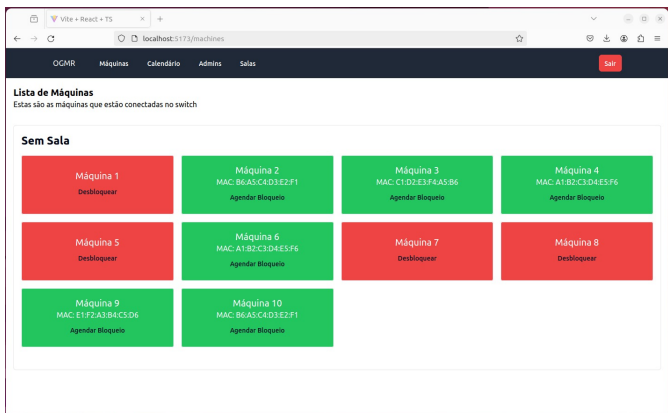 Vite + React + TS
localhost:5173/machines
OGMR Máquinas Calendário Admins Salas Sair
Lista de Máquinas
Estas são as máquinas que estão conectadas no switch
Sem Sala
Máquina 1
Desbloquear
Máquina 2
MAC: B6:A5:C4:D3:E2:F1
Agendar Bloqueio
Máquina 3
MAC: C1:D2:E3:F4:A5:B6
Agendar Bloqueio
Máquina 4
MAC: A1:B2:C3:D4:E5:F6
Agendar Bloqueio
Máquina 5
Desbloquear
Máquina 6
MAC: A1:B2:C3:D4:E5:F6
Agendar Bloqueio
Máquina 7
Desbloquear
Máquina 8
Desbloquear
Máquina 9
MAC: E1:F2:A3:B4:C5:D6
Agendar Bloqueio
Máquina 10
MAC: B6:A5:C4:D3:E2:F1
Agendar Bloqueio